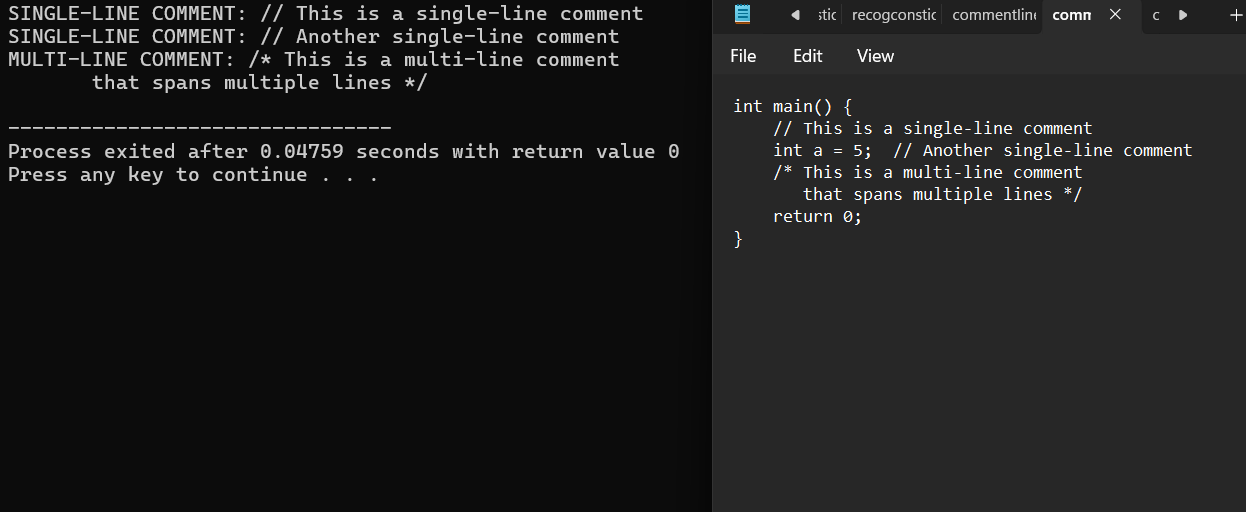 SINGLE-LINE COMMENT: // This is a single-line comment
SINGLE-LINE COMMENT: // Another single-line comment
MULTI-LINE COMMENT: /* This is a multi-line comment
       that spans multiple lines */
--------------------------------
Process exited after 0.04759 seconds with return value 0
Press any key to continue . . .
stic recogconstic commentline comm c
File Edit View
int main() {
    // This is a single-line comment
    int a = 5;  // Another single-line comment
    /* This is a multi-line comment
       that spans multiple lines */
    return 0;
}